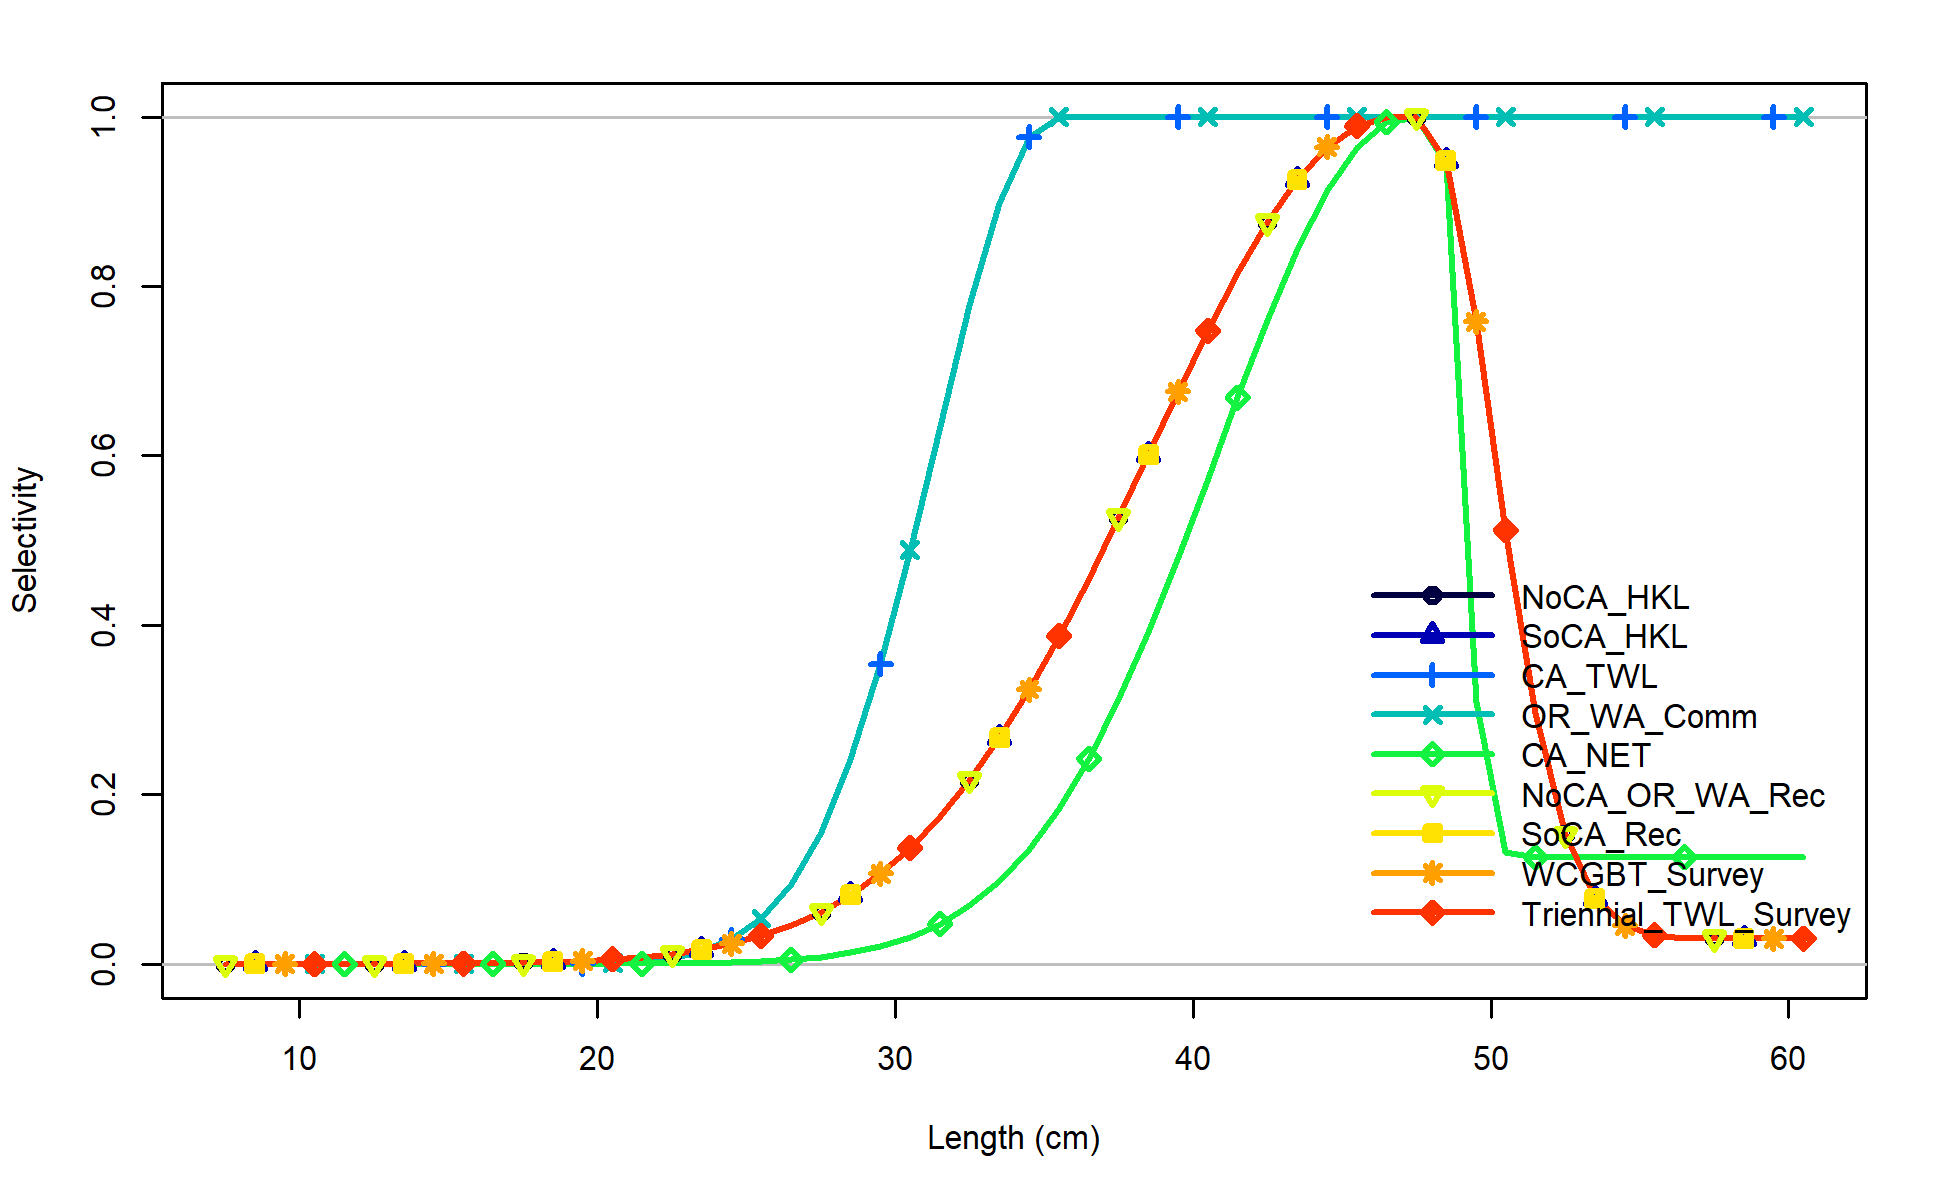 1.0
0.8
0.6
0.4
0.2
0.0
Selectivity
NoCA_HKL
SoCA_HKL
CA_TWL
OR_WA_Comm
CA_NET
NoCA_OR_WA_Rec
SoCA_Rec
WCGBT_Survey
Triennial_TWL_Survey
10 20 30 40 50 60
Length (cm)